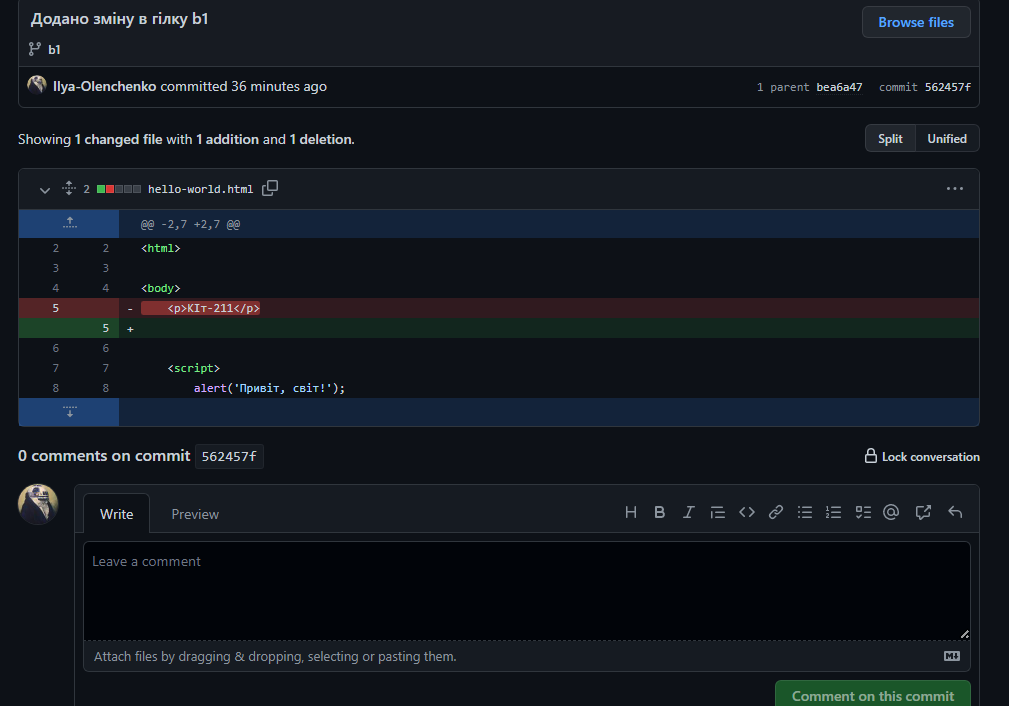 Додано зміну в гілку b1
Browse files
b1
Ilya-Olenchenko committed 36 minutes ago
1 parent bea6a47 commit 562457f
Showing 1 changed file with 1 addition and 1 deletion.
Split Unified
2 hello-world.html
@@ -2,7 +2,7 @@
2 2 <html>
3 3
4 4 <body>
5 - <p>КІт-211</p>
5 +
6 6
7 7 <script>
8 8 alert('Привіт, світ!');
0 comments on commit 562457f
Lock conversation
Write Preview
Leave a comment
Attach files by dragging & dropping, selecting or pasting them.
Comment on this commit